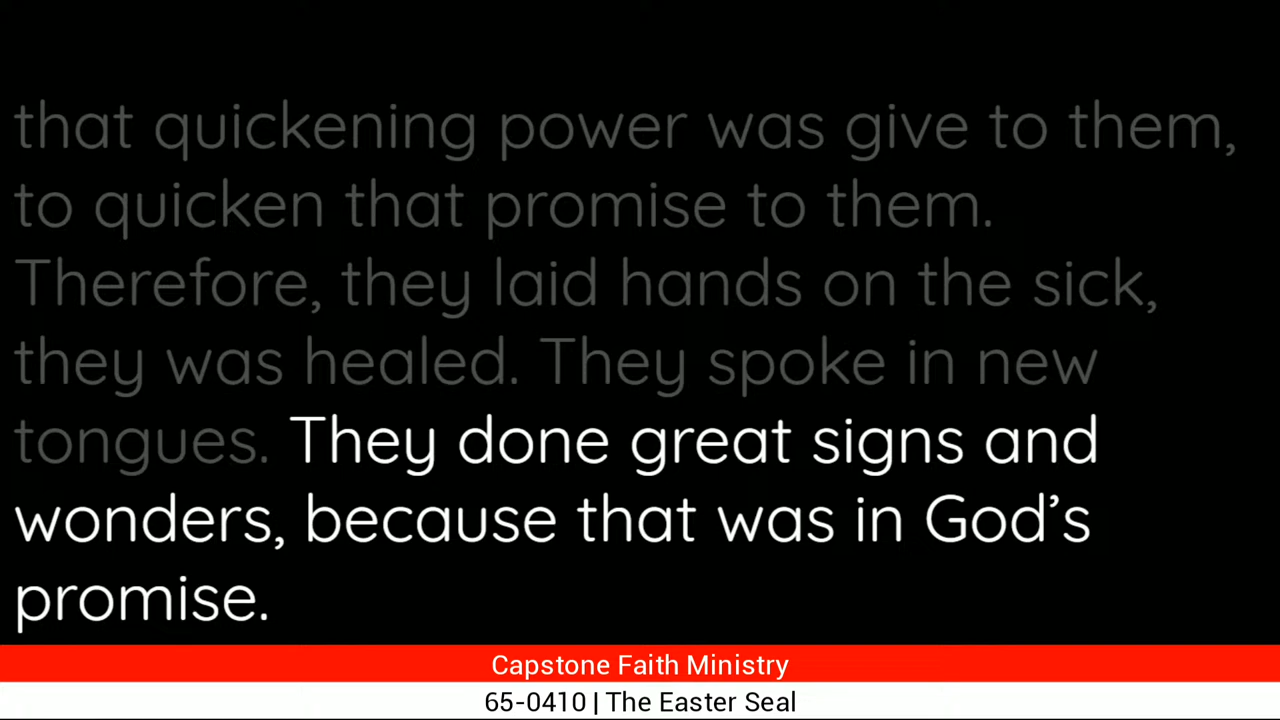 that quickening power was give to them,
to quicken that promise to them.
Therefore, they laid hands on the sick,
they was healed. They spoke in new
tongues. They done great signs and
wonders, because that was in God’s
promise.
Capstone Faith Ministry
65-0410 | The Easter Seal